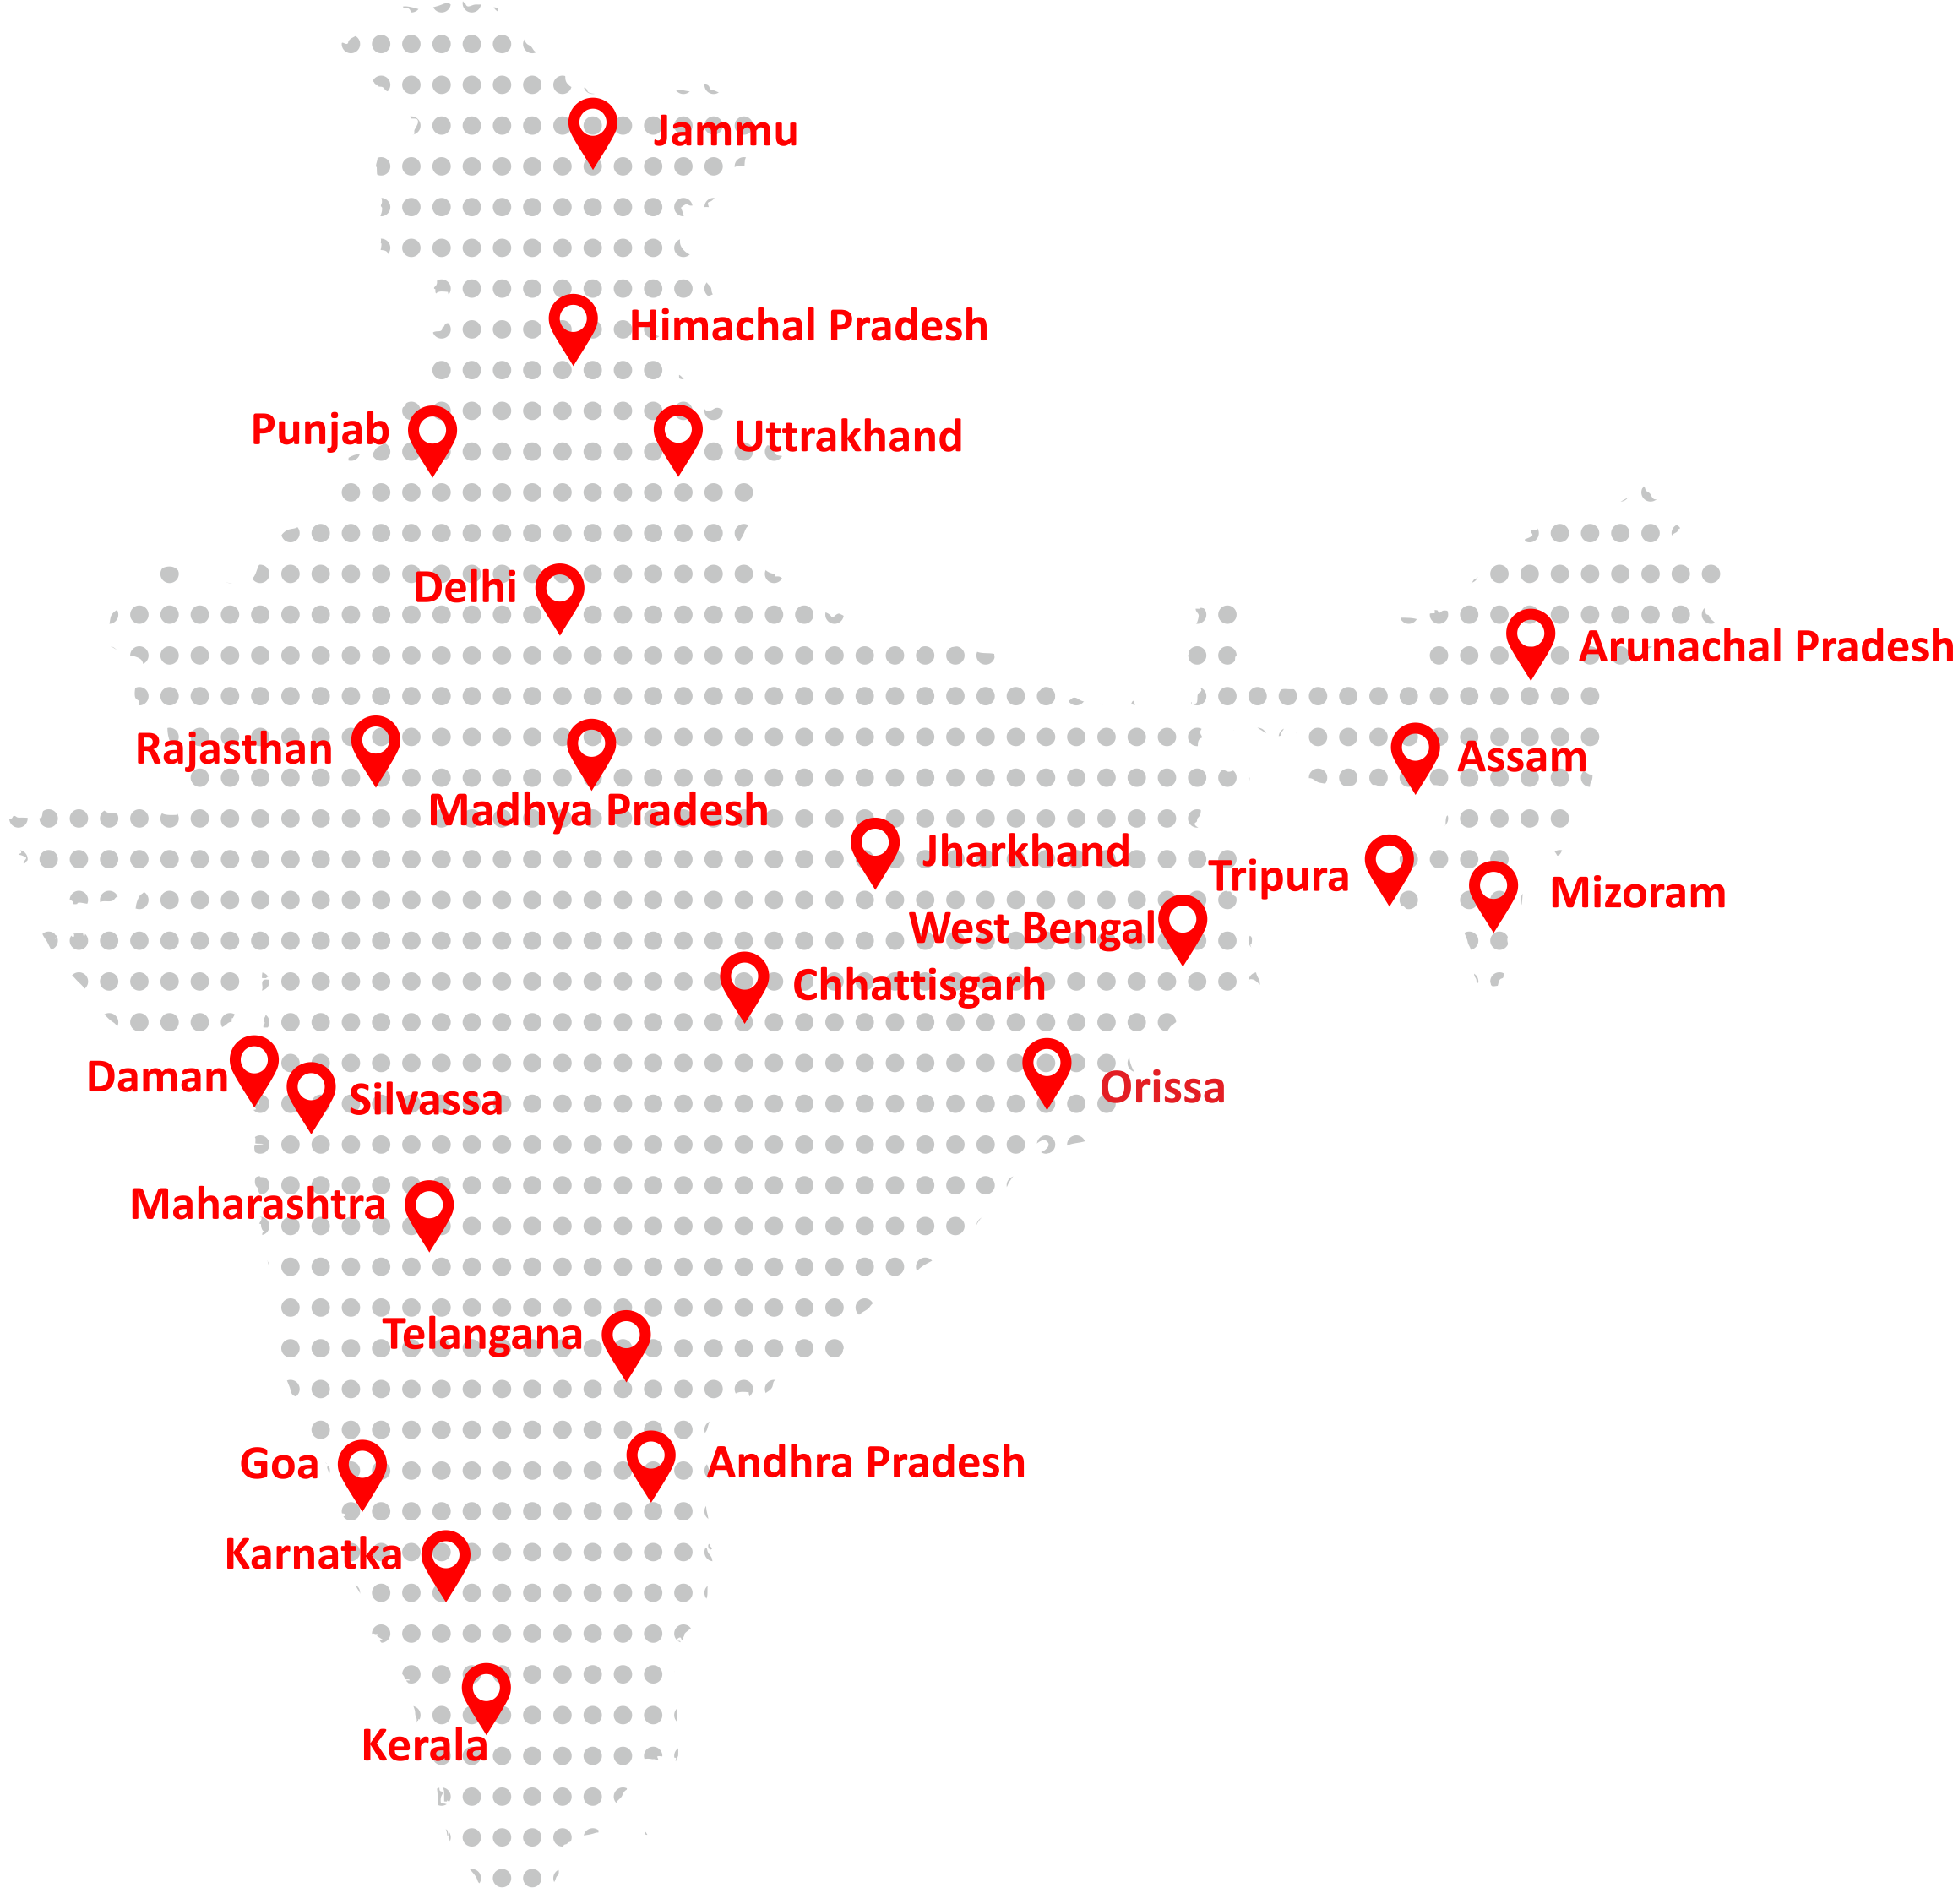 Jammu
Himachal Pradesh
Punjab
Uttrakhand
Delhi
Arunachal Pradesh
Rajasthan
Assam
Madhya Pradesh
Jharkhand
Tripura
Mizoram
West Bengal
Chhattisgarh
Daman
Orissa
Silvassa
Maharashtra
Telangana
Goa
Andhra Pradesh
Karnatka
Kerala